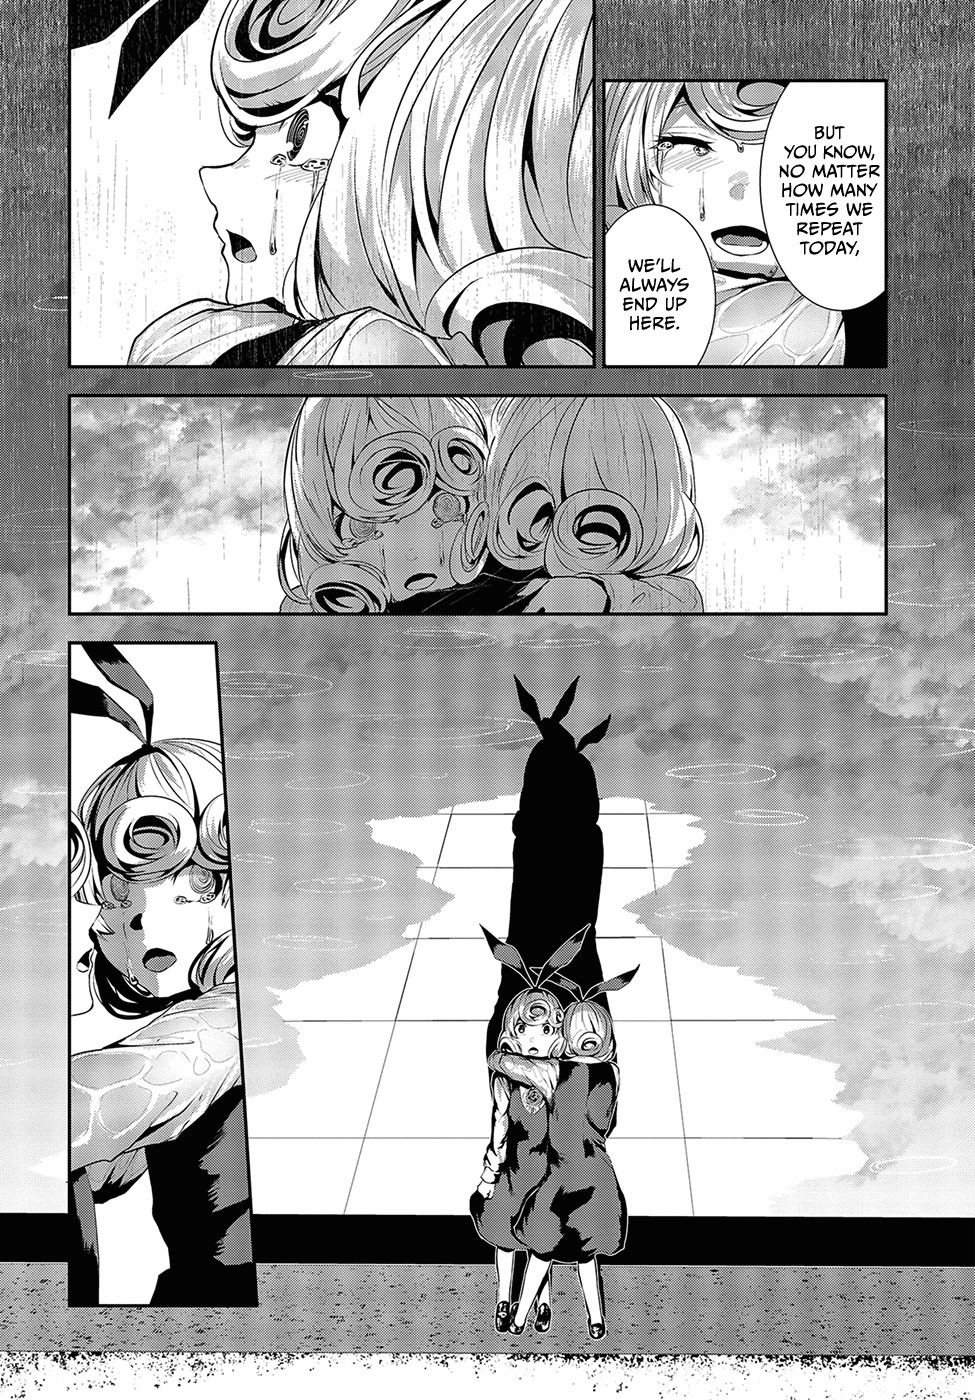 BUT
YOU KNOW,
NO MATTER
HOW MANY
TIMES WE
REPEAT
TODAY,
WE'LL
ALWAYS
END UP
HERE.